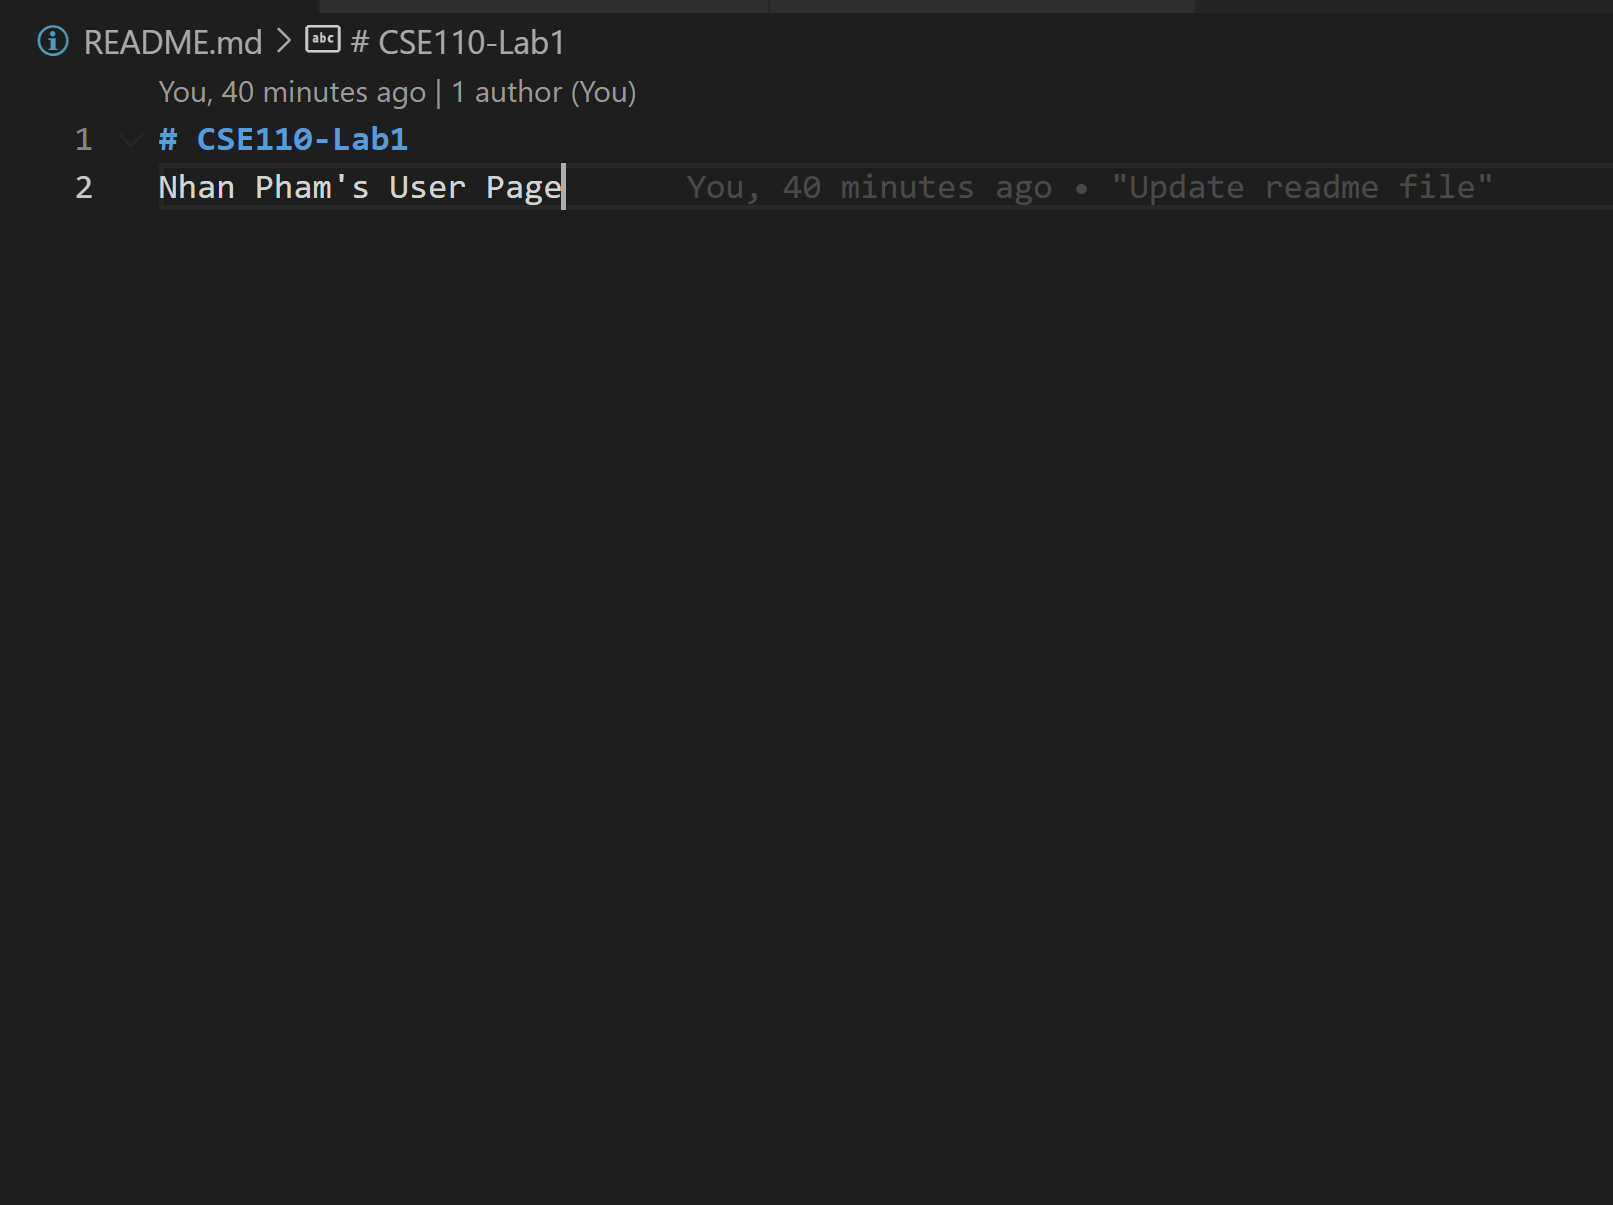 README.md > abc # CSE110-Lab1
You, 40 minutes ago | 1 author (You)
1 # CSE110-Lab1
2 Nhan Pham's User Page You, 40 minutes ago • "Update readme file"